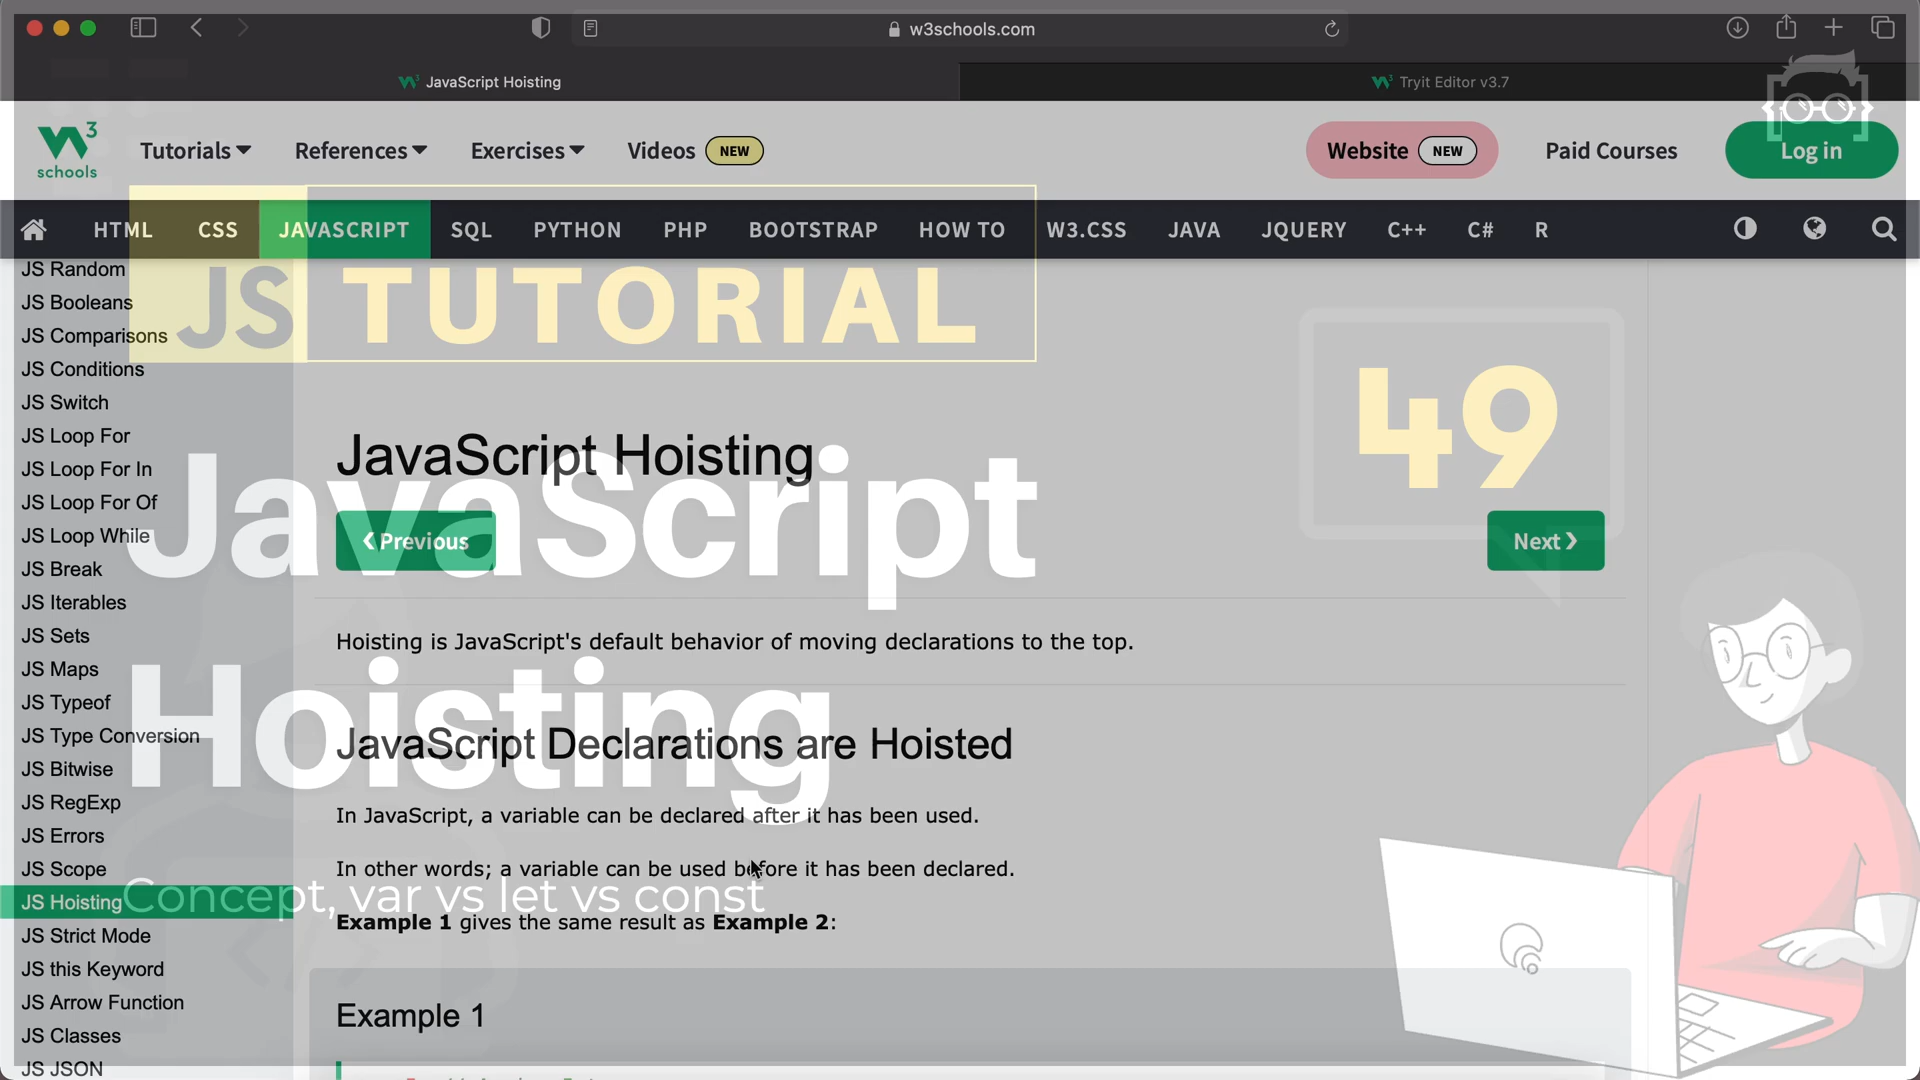 w3schools.com
JavaScript Hoisting
Tryit Editor v3.7
W3 schools
Tutorials
References
Exercises
Videos NEW
Website NEW
Paid Courses
Log in
HTML CSS JAVASCRIPT SQL PYTHON PHP BOOTSTRAP HOW TO W3.CSS JAVA JQUERY C++ C# R
JS TUTORIAL
49
JS Random
JS Booleans
JS Comparisons
JS Conditions
JS Switch
JS Loop For
JS Loop For In
JS Loop For Of
JS Loop While
JS Break
JS Iterables
JS Sets
JS Maps
JS Typeof
JS Type Conversion
JS Bitwise
JS RegExp
JS Errors
JS Scope
JS Hoisting
JS Strict Mode
JS this Keyword
JS Arrow Function
JS Classes
JS JSON
JavaScript
Hoisting
Concept, var vs let vs const
JavaScript Hoisting
❮ Previous
Next ❯
Hoisting is JavaScript's default behavior of moving declarations to the top.
JavaScript Declarations are Hoisted
In JavaScript, a variable can be declared after it has been used.
In other words; a variable can be used before it has been declared.
Example 1 gives the same result as Example 2:
Example 1